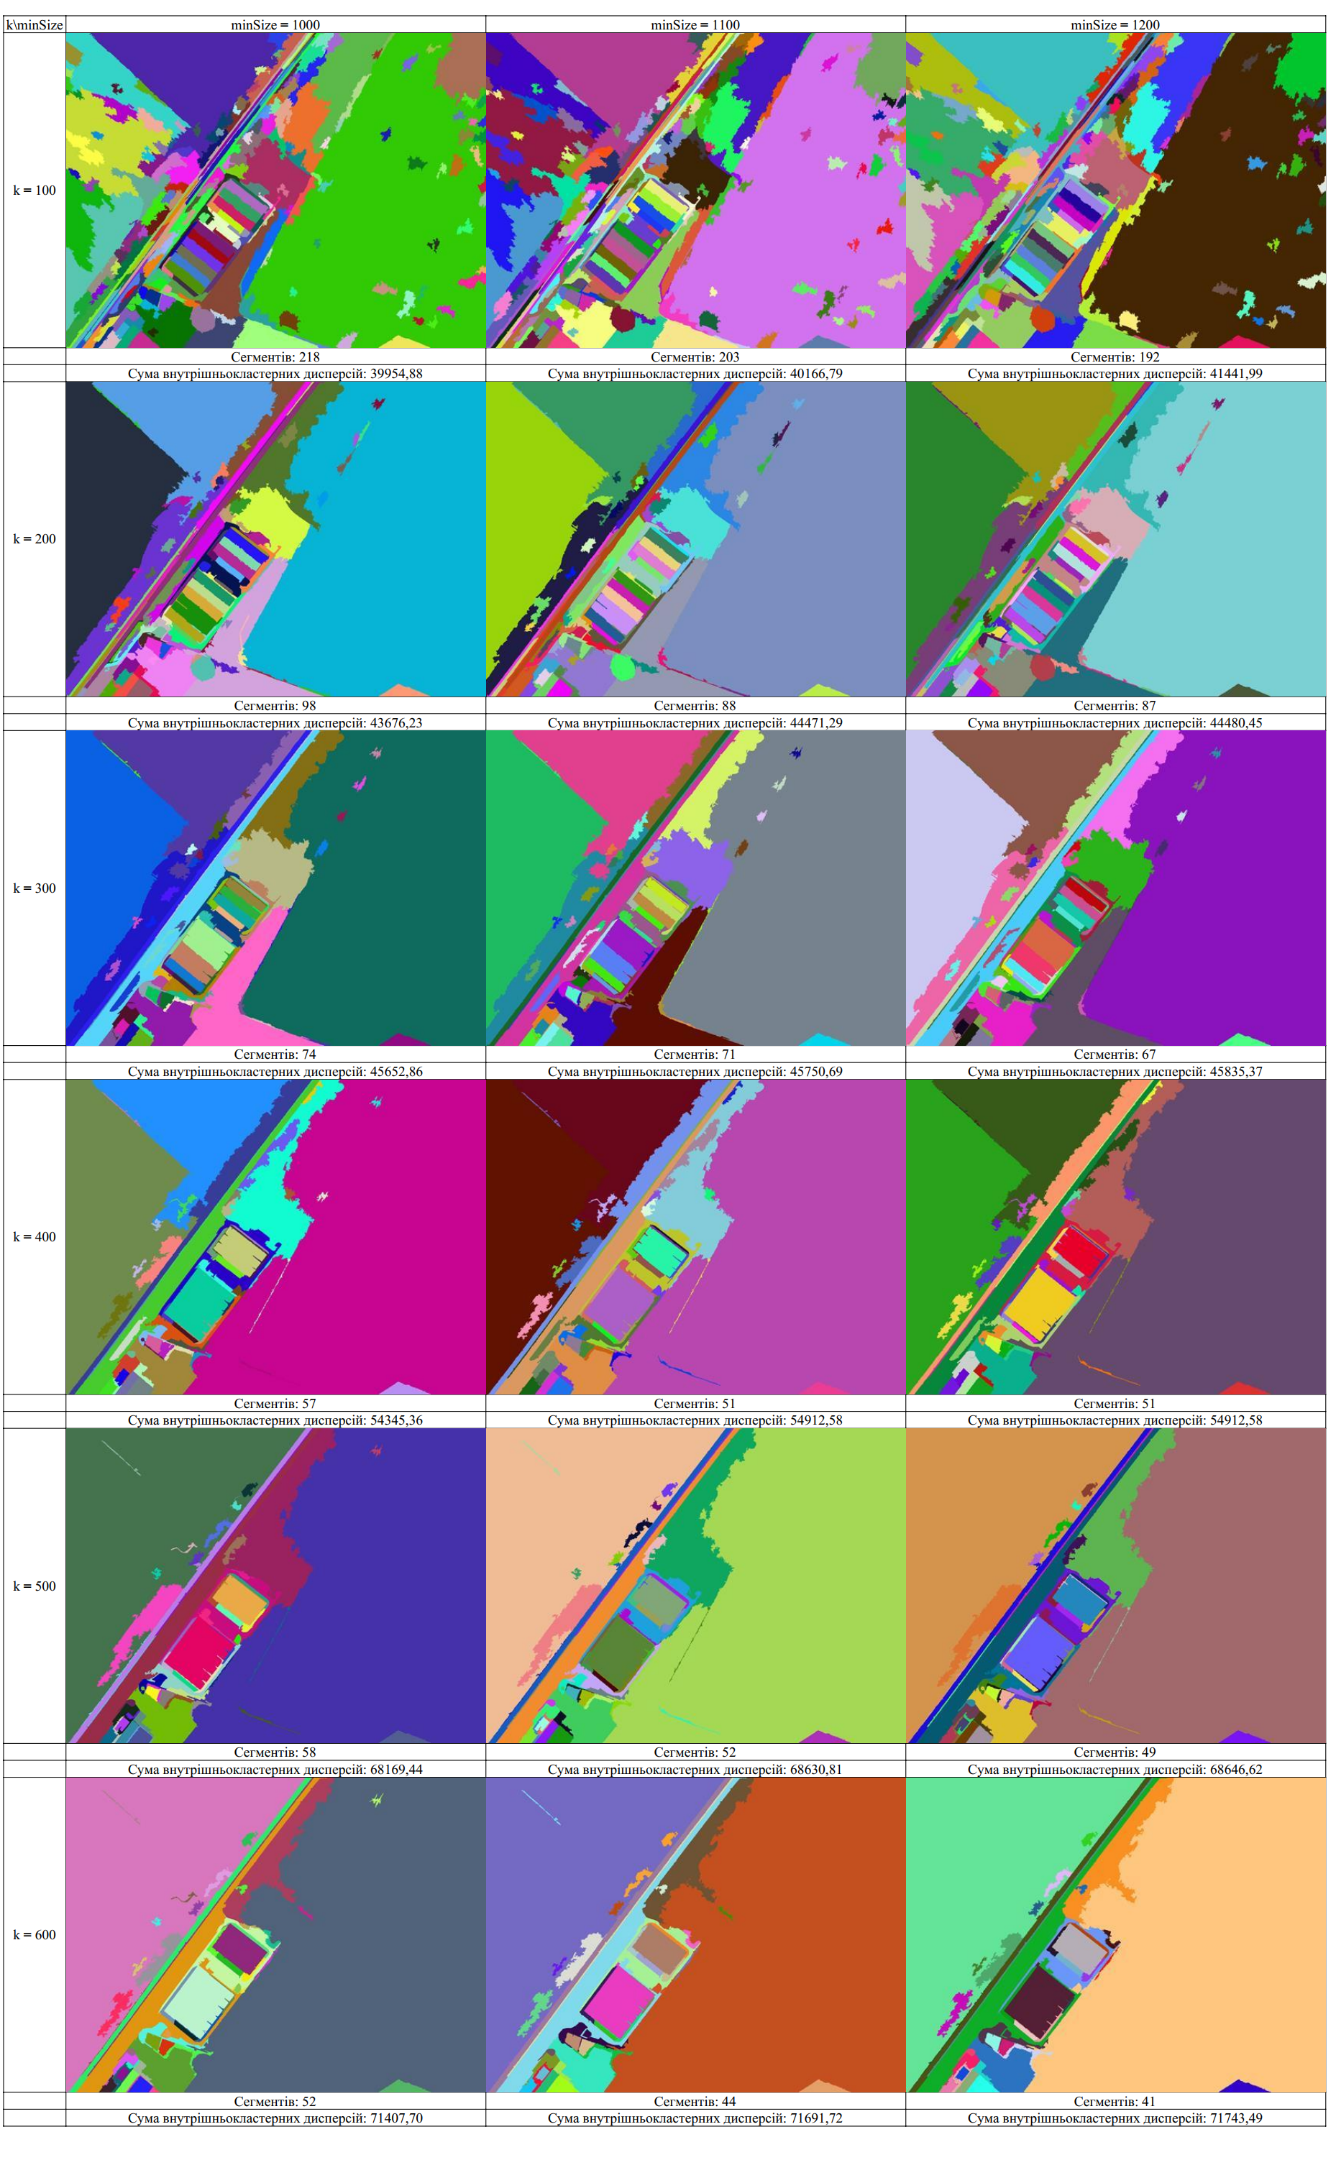 k\minSize minSize = 1000 minSize = 1100 minSize = 1200
k = 100
Сегментів: 218 Сегментів: 203 Сегментів: 192
Сума внутрішньокластерних дисперсій: 39954,88 Сума внутрішньокластерних дисперсій: 40166,79 Сума внутрішньокластерних дисперсій: 41441,99
k = 200
Сегментів: 98 Сегментів: 88 Сегментів: 87
Сума внутрішньокластерних дисперсій: 43676,23 Сума внутрішньокластерних дисперсій: 44471,29 Сума внутрішньокластерних дисперсій: 44480,45
k = 300
Сегментів: 74 Сегментів: 71 Сегментів: 67
Сума внутрішньокластерних дисперсій: 45652,86 Сума внутрішньокластерних дисперсій: 45750,69 Сума внутрішньокластерних дисперсій: 45835,37
k = 400
Сегментів: 57 Сегментів: 51 Сегментів: 51
Сума внутрішньокластерних дисперсій: 54345,36 Сума внутрішньокластерних дисперсій: 54912,58 Сума внутрішньокластерних дисперсій: 54912,58
k = 500
Сегментів: 58 Сегментів: 52 Сегментів: 49
Сума внутрішньокластерних дисперсій: 68169,44 Сума внутрішньокластерних дисперсій: 68630,81 Сума внутрішньокластерних дисперсій: 68646,62
k = 600
Сегментів: 52 Сегментів: 44 Сегментів: 41
Сума внутрішньокластерних дисперсій: 71407,70 Сума внутрішньокластерних дисперсій: 71691,72 Сума внутрішньокластерних дисперсій: 71743,49